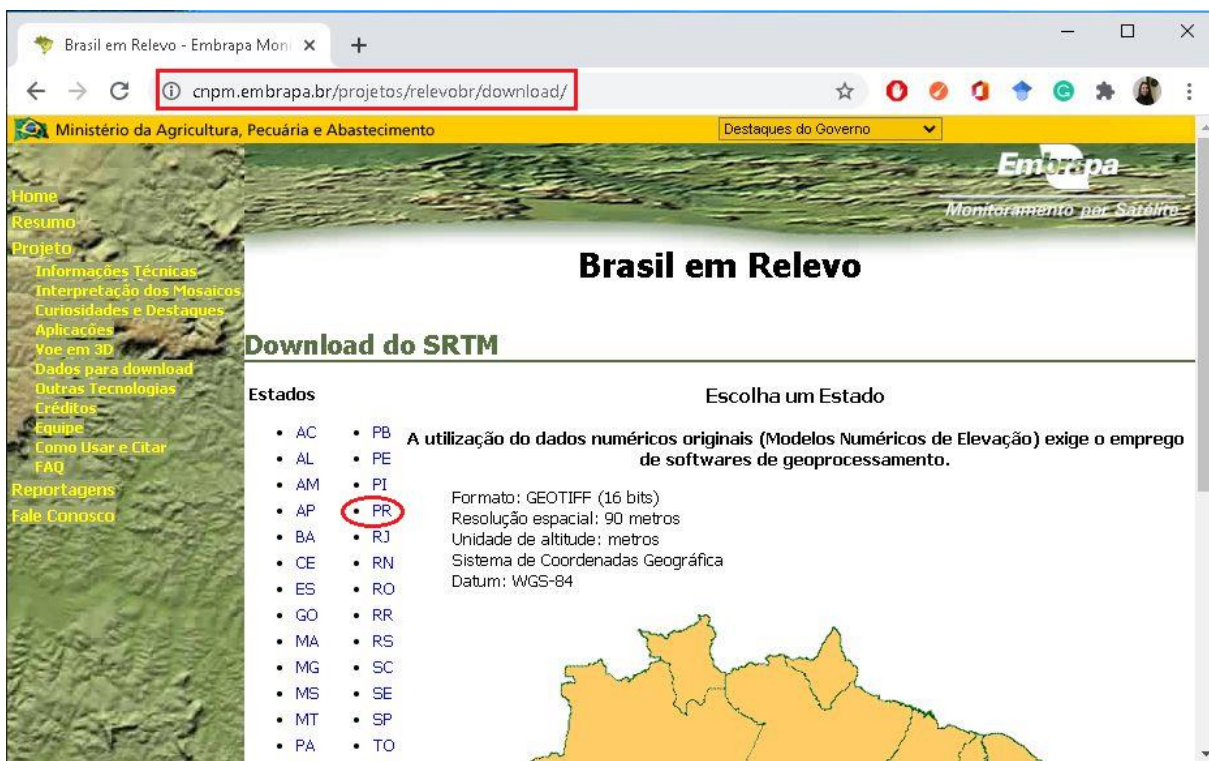 Brasil em Relevo - Embrapa Moni
cnpm.embrapa.br/projetos/relevobr/download/
Ministério da Agricultura, Pecuária e Abastecimento
Destaques do Governo
Embrapa
Monitoramento por Satélite
Home
Resumo
Projeto
Informações Técnicas
Interpretação dos Mosaicos
Curiosidades e Destaques
Aplicações
Voe em 3D
Dados para download
Outras Tecnologias
Créditos
Equipe
Como Usar e Citar
FAQ
Reportagens
Fale Conosco
Brasil em Relevo
Download do SRTM
Estados
AC
AL
AM
AP
BA
CE
ES
GO
MA
MG
MS
MT
PA
PB
PE
PI
PR
RJ
RN
RO
RR
RS
SC
SE
SP
TO
Escolha um Estado
A utilização do dados numéricos originais (Modelos Numéricos de Elevação) exige o emprego
de softwares de geoprocessamento.
Formato: GEOTIFF (16 bits)
Resolução espacial: 90 metros
Unidade de altitude: metros
Sistema de Coordenadas Geográfica
Datum: WGS-84